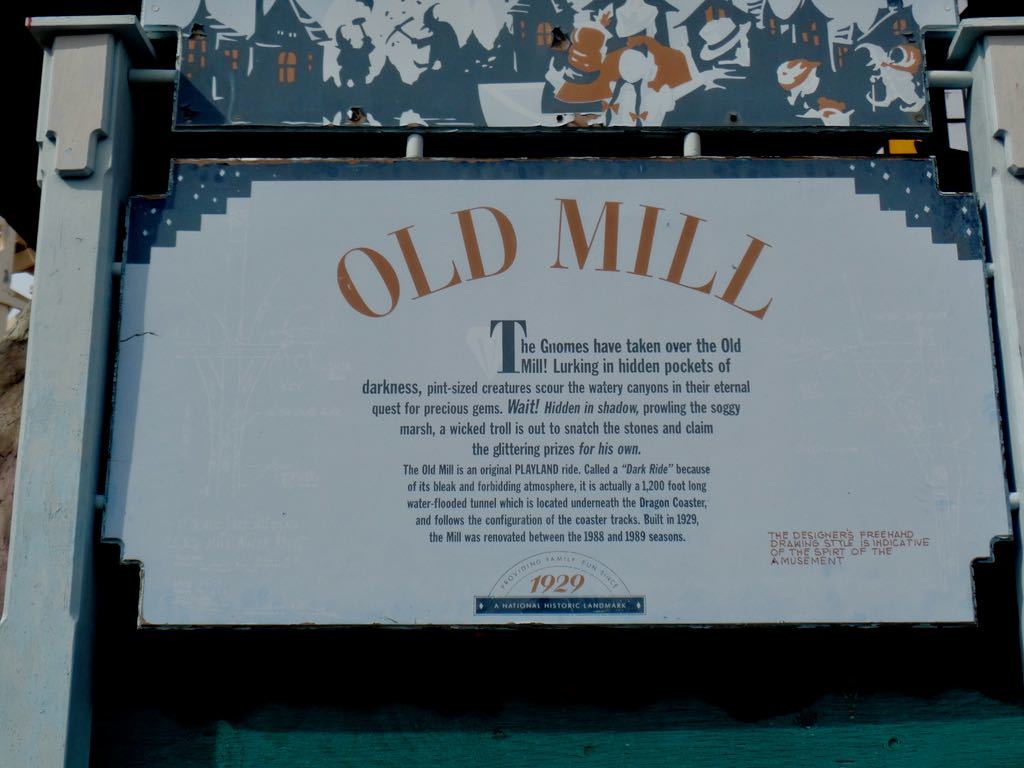 OLD MILL
The Gnomes have taken over the Old
Mill! Lurking in hidden pockets of
darkness, pint-sized creatures scour the watery canyons in their eternal
quest for precious gems. Wait! Hidden in shadow, prowling the soggy
marsh, a wicked troll is out to snatch the stones and claim
the glittering prizes for his own.
The Old Mill is an original PLAYLAND ride. Called a "Dark Ride" because
of its bleak and forbidding atmosphere, it is actually a 1,200 foot long
water-flooded tunnel which is located underneath the Dragon Coaster,
and follows the configuration of the coaster tracks. Built in 1929,
the Mill was renovated between the 1988 and 1989 seasons.
THE DESIGNER'S FREEHAND
DRAWING STYLE IS INDICATIVE
OF THE SPIRT OF THE
AMUSEMENT
PROVIDING FAMILY FUN SINCE
1929
A NATIONAL HISTORIC LANDMARK